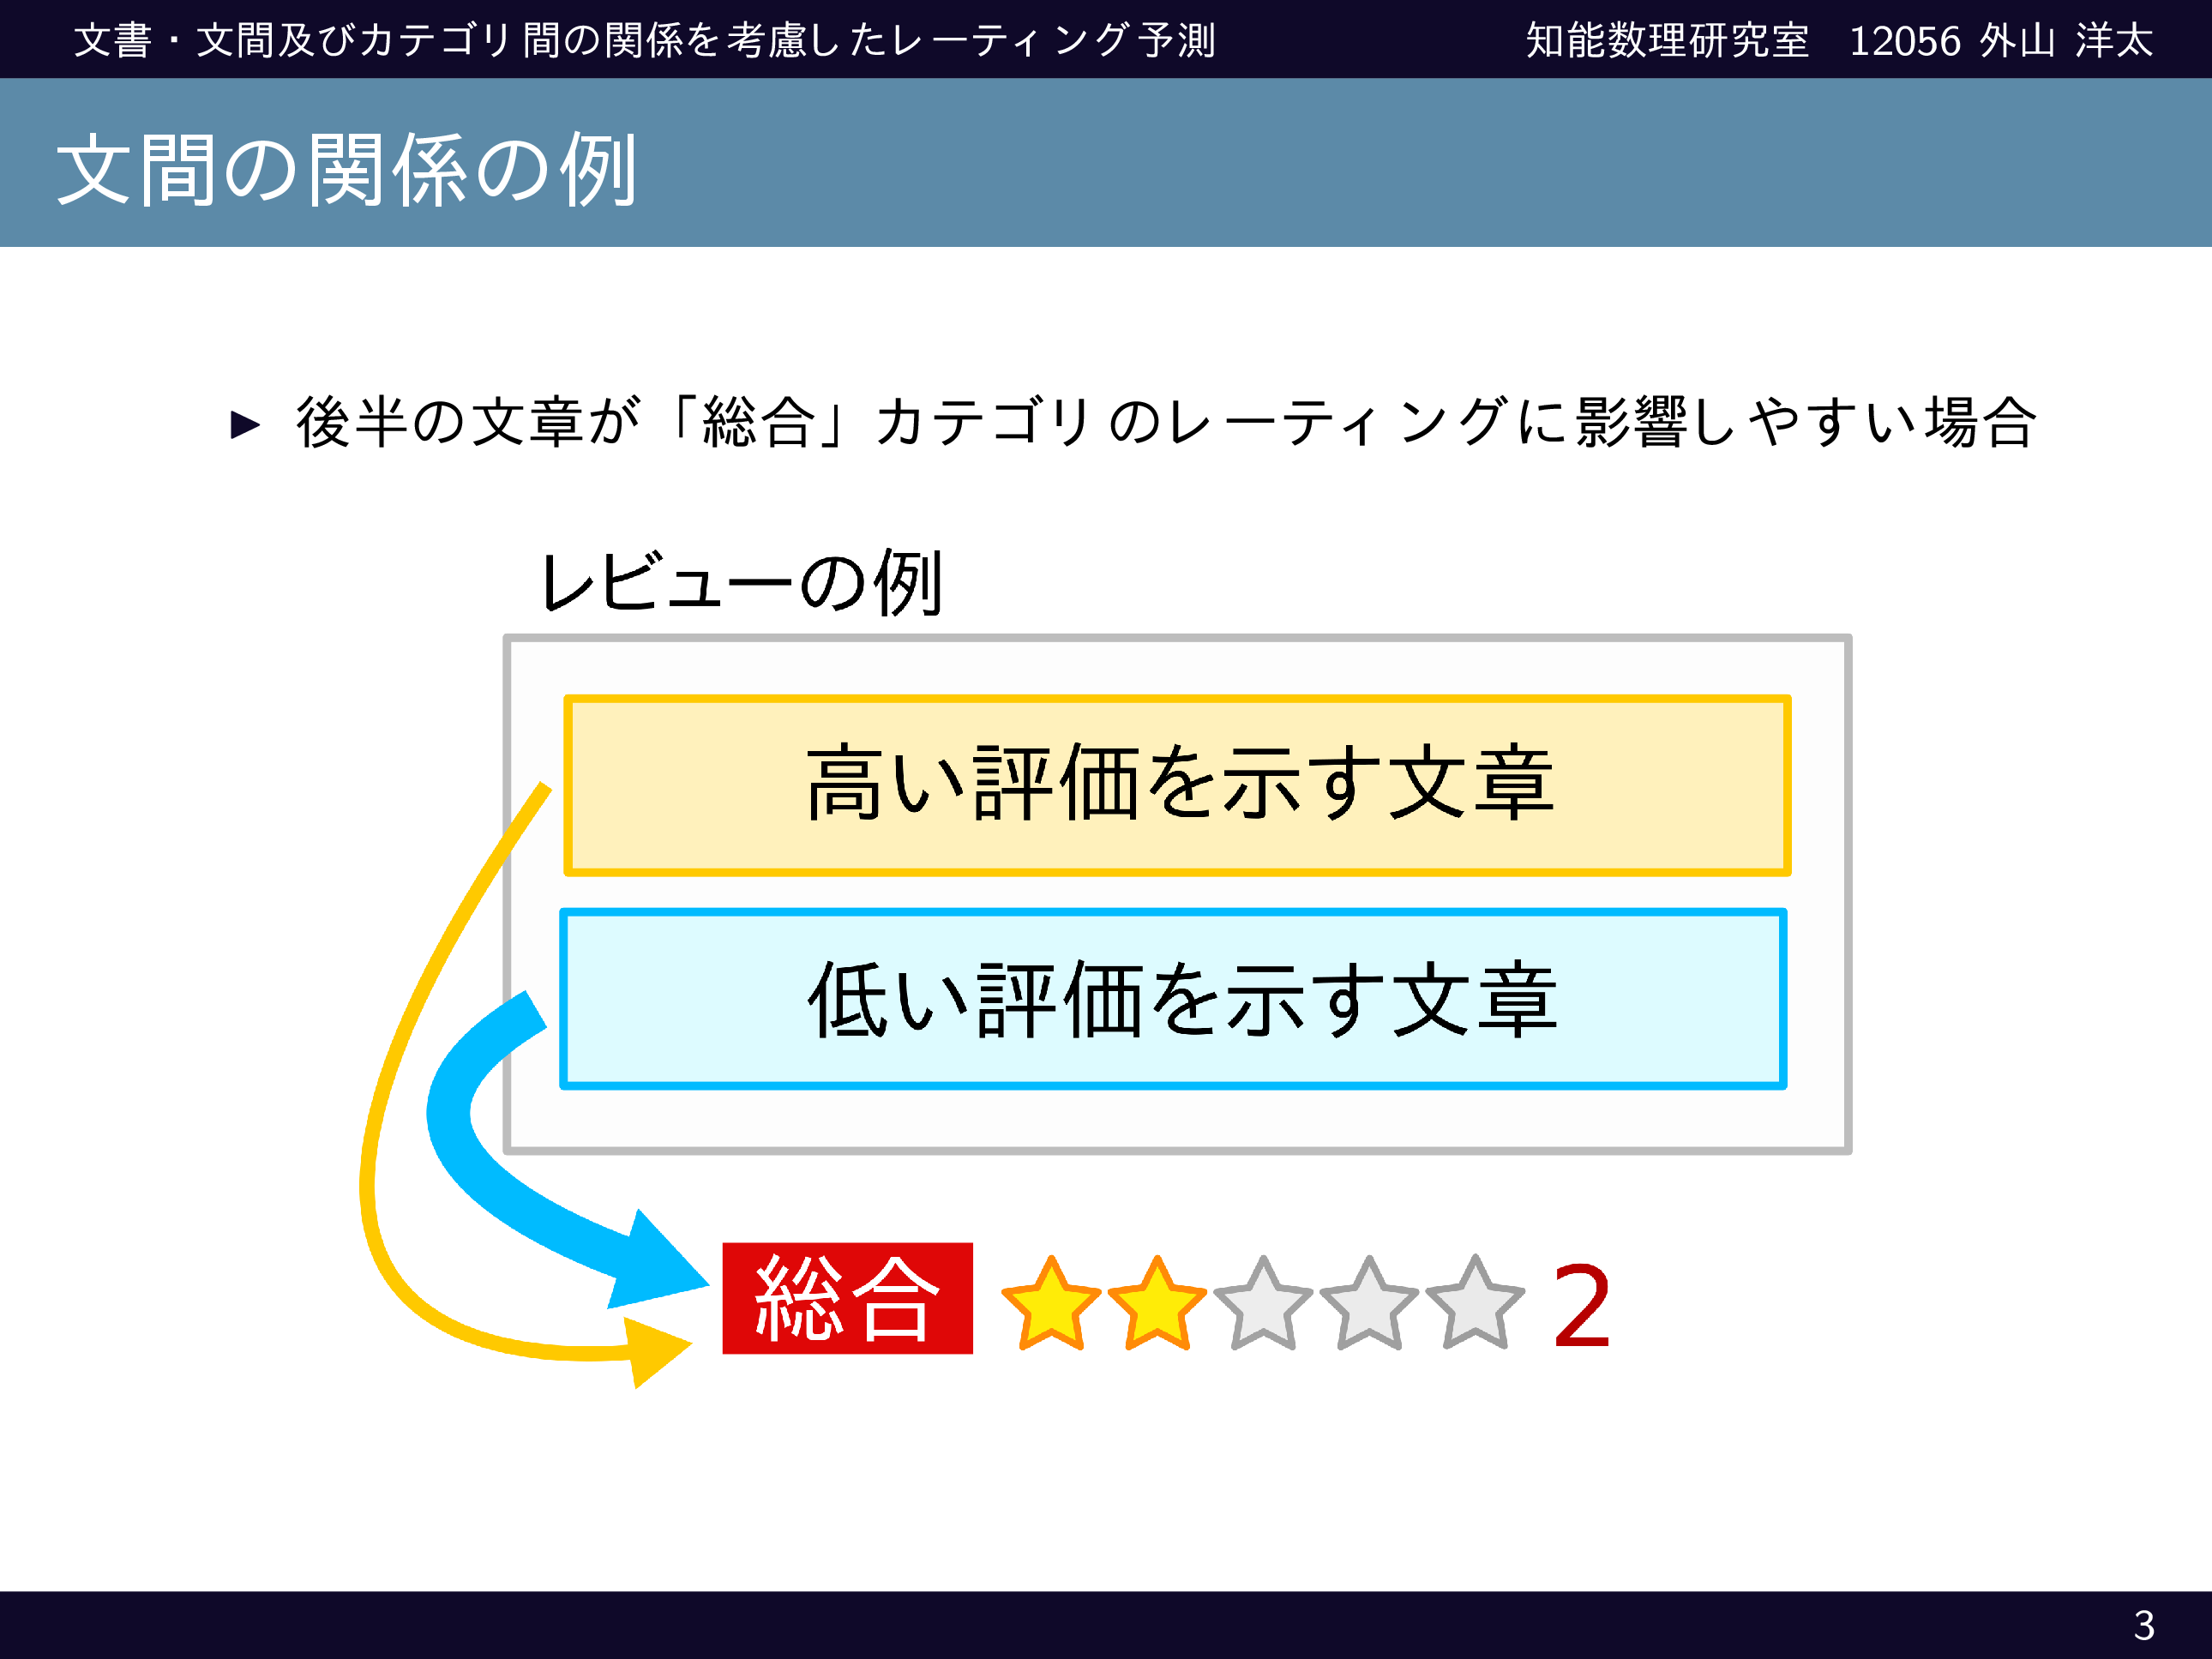 文書・文間及びカテゴリ間の関係を考慮したレーティング予測 知能数理研究室 12056 外山 洋太
文間の関係の例
後半の文章が「総合」カテゴリのレーティングに影響しやすい場合
レビューの例
高い評価を示す文章
低い評価を示す文章
総合 2
3